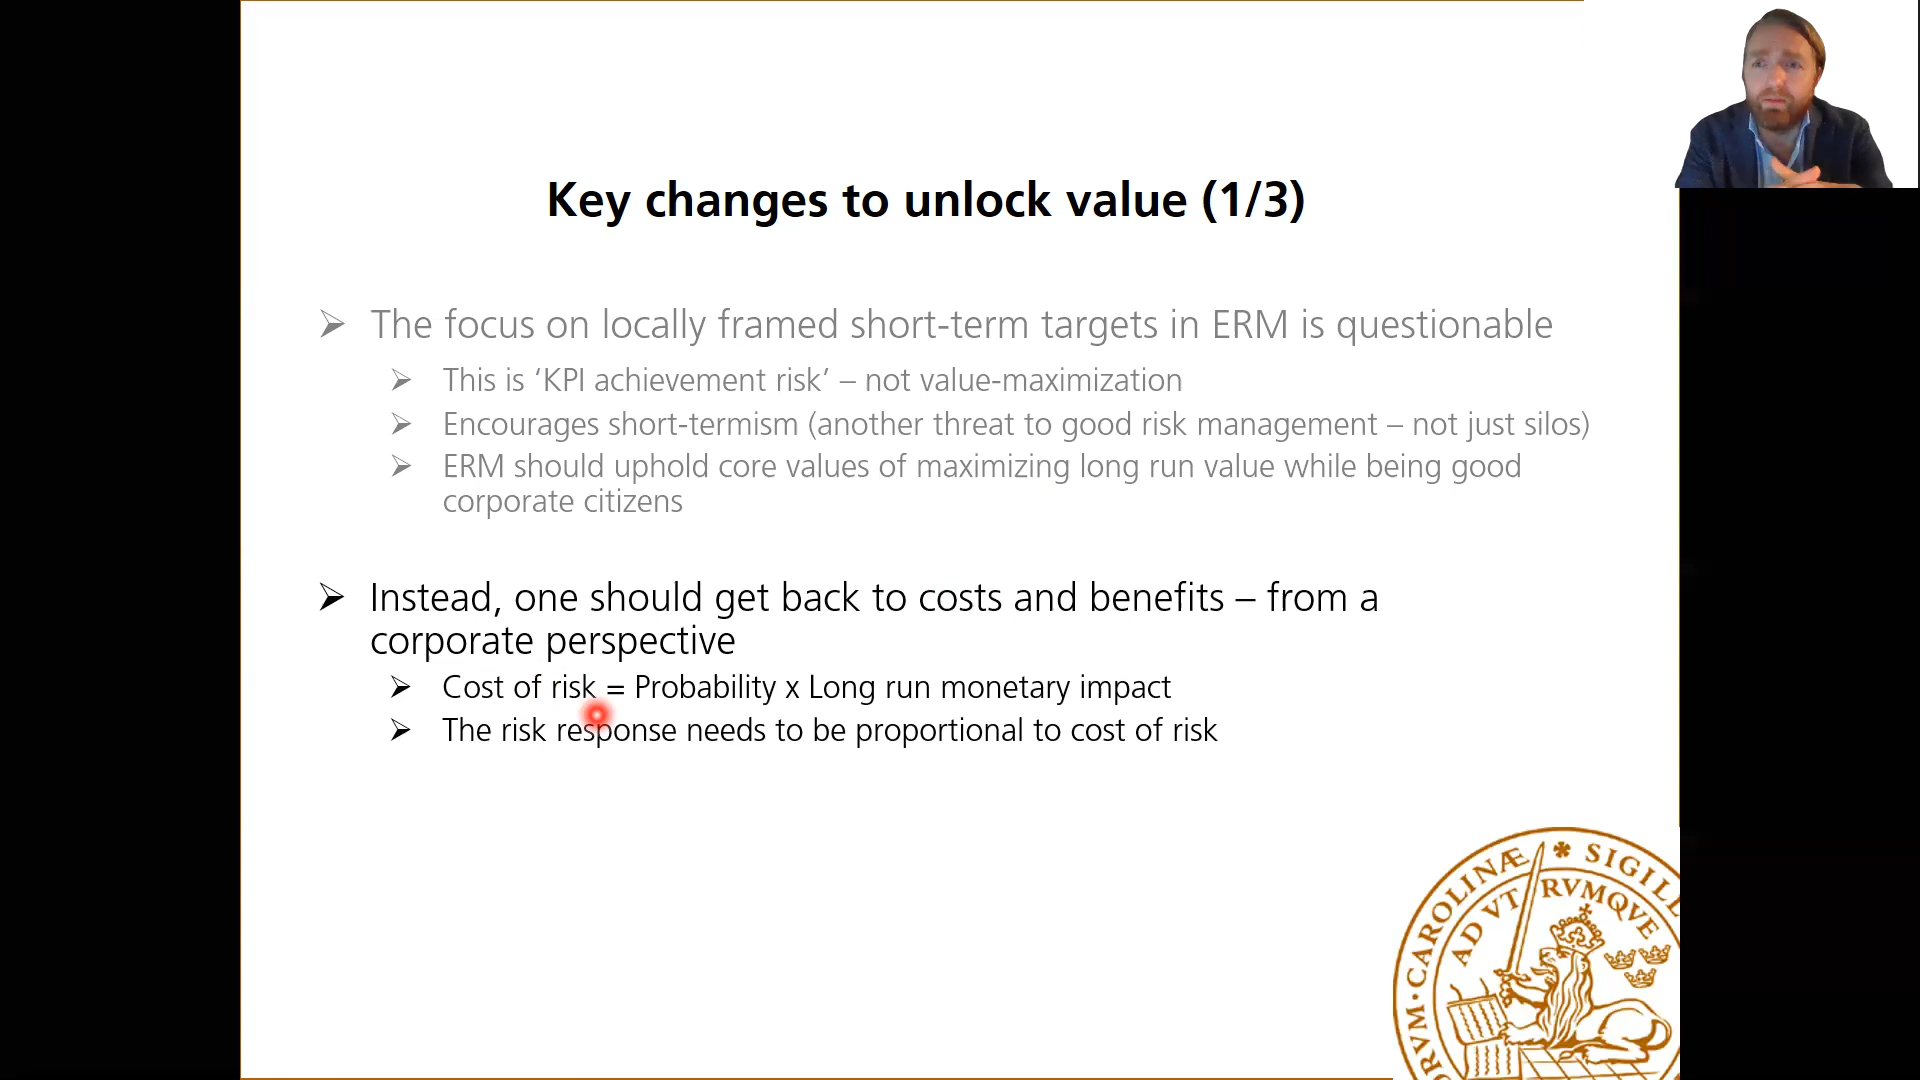 Key changes to unlock value (1/3)
➢ The focus on locally framed short-term targets in ERM is questionable
➢ This is ‘KPI achievement risk’ – not value-maximization
➢ Encourages short-termism (another threat to good risk management – not just silos)
➢ ERM should uphold core values of maximizing long run value while being good
corporate citizens
➢ Instead, one should get back to costs and benefits – from a
corporate perspective
➢ Cost of risk = Probability x Long run monetary impact
➢ The risk response needs to be proportional to cost of risk
CAROLINÆ * SIGILL
AD VTRVMQVE